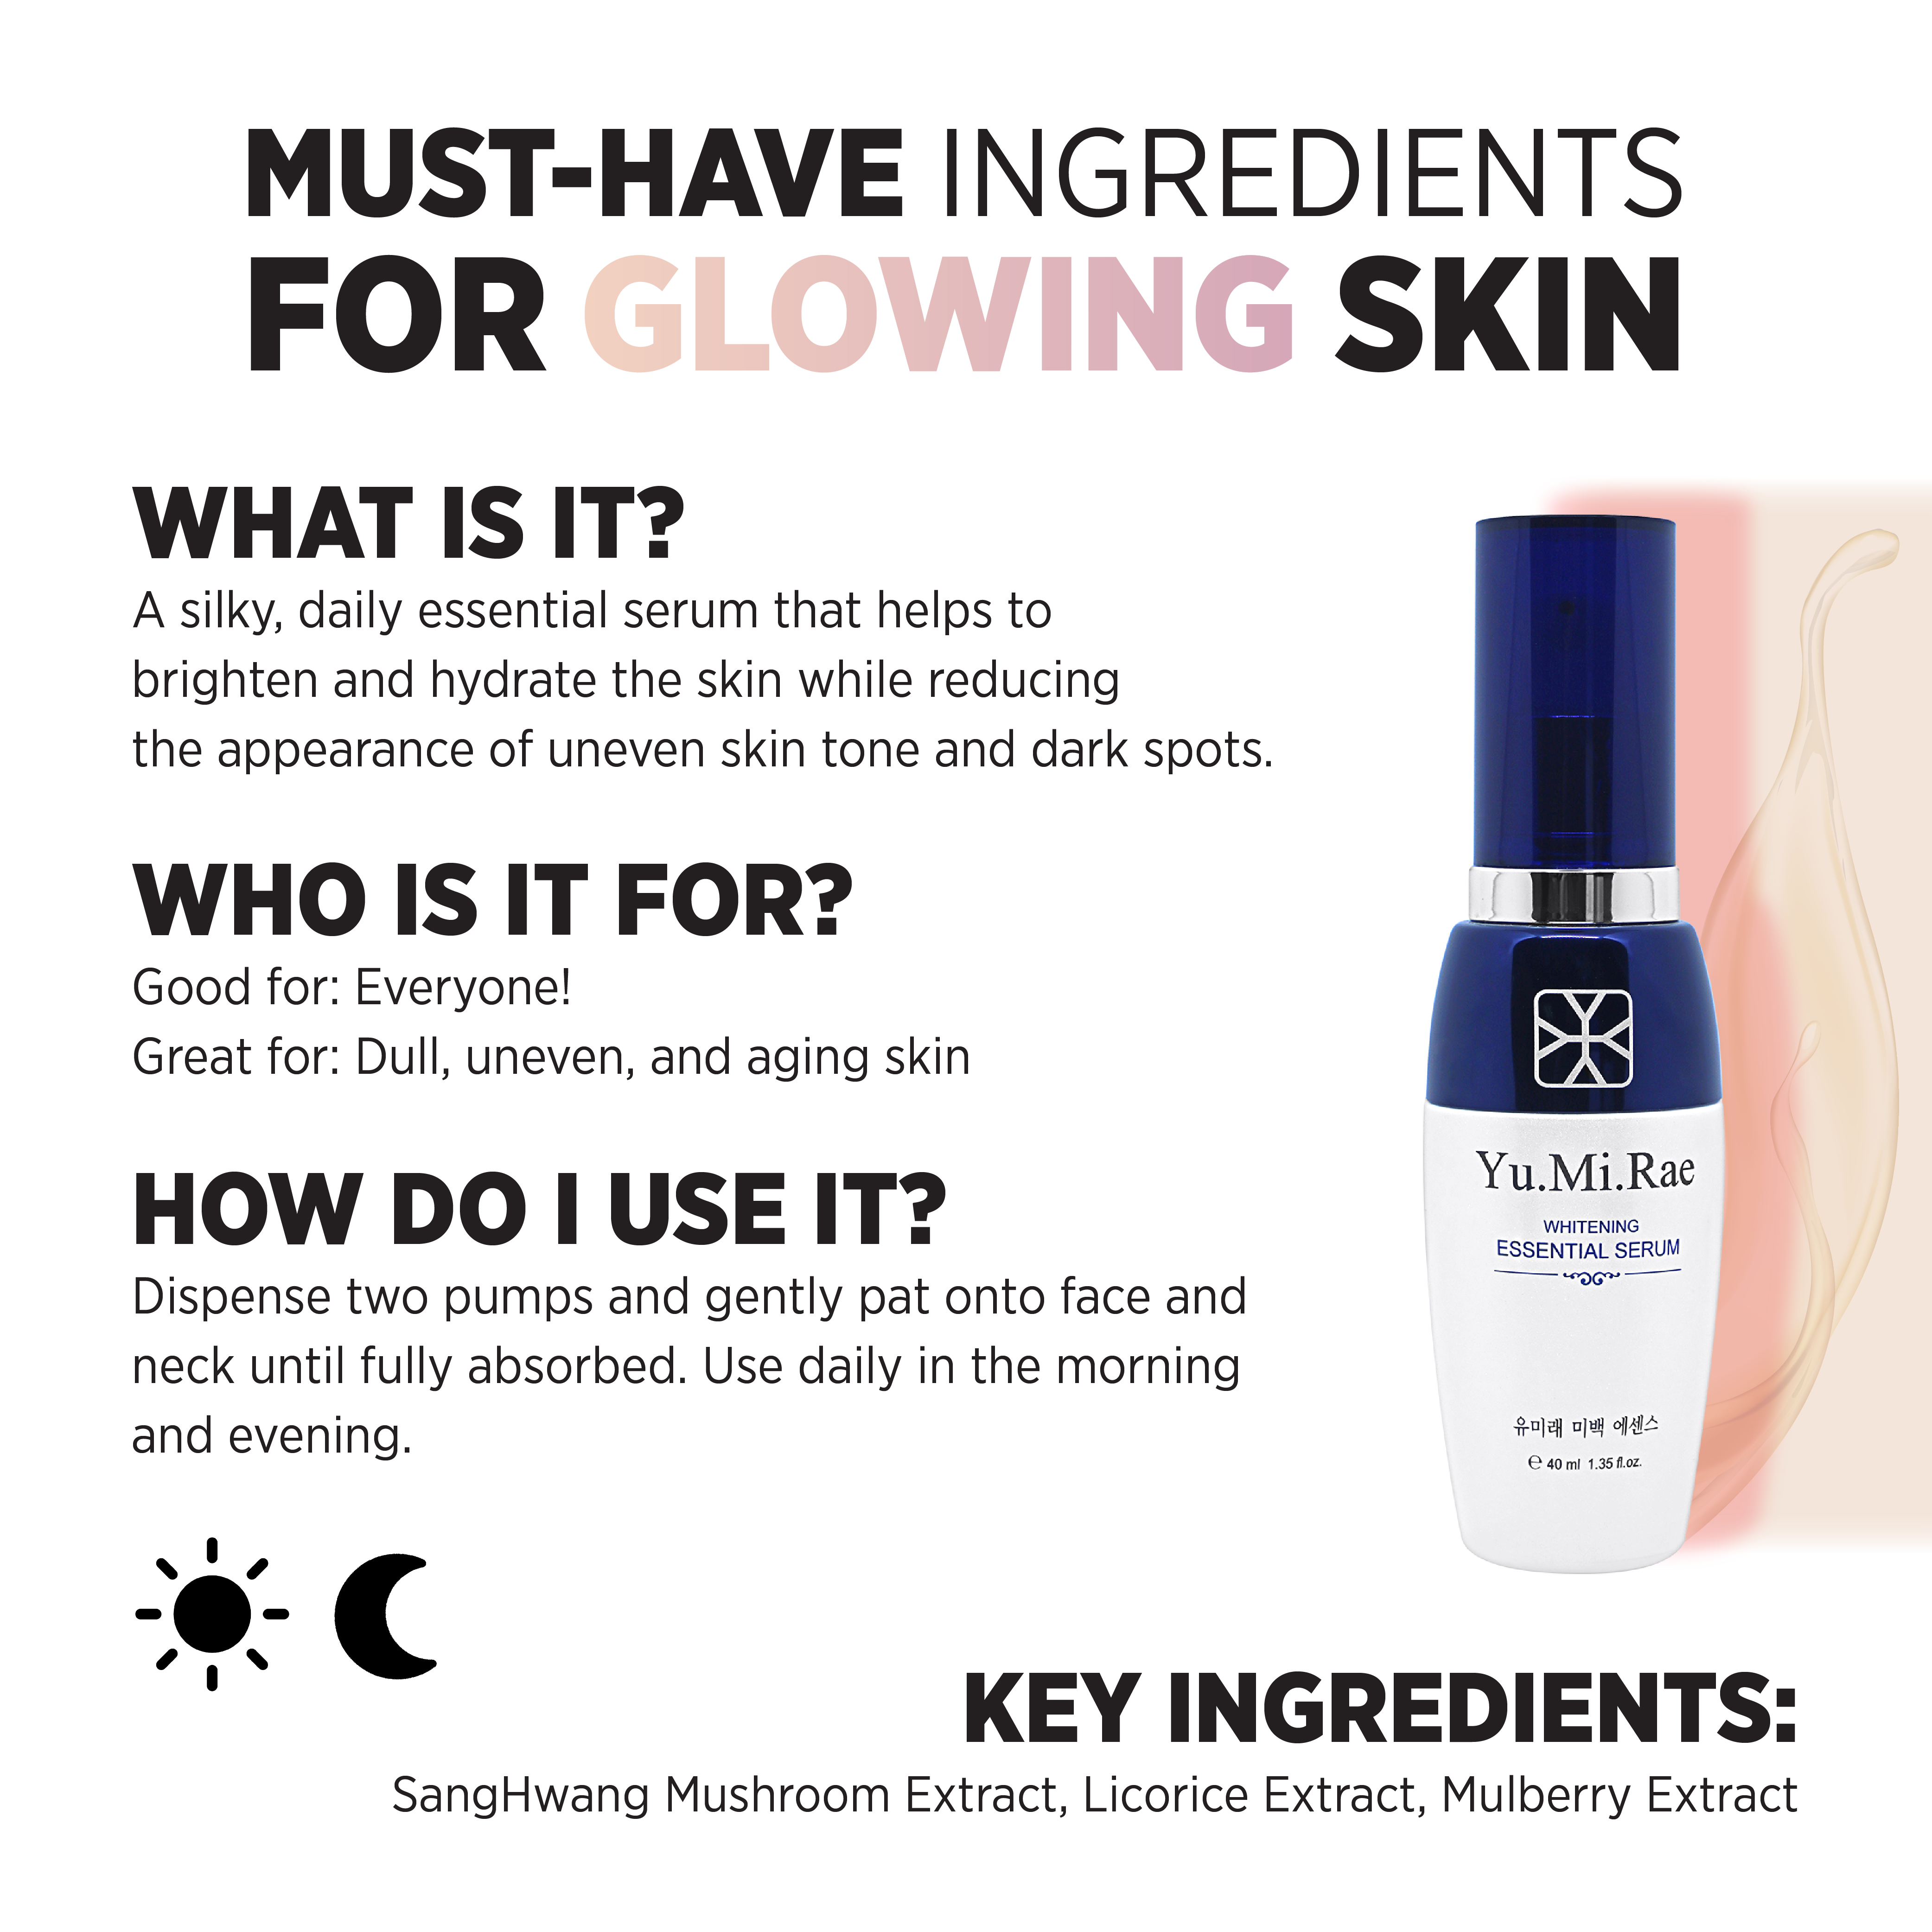 MUST-HAVE INGREDIENTS
FOR GLOWING SKIN
WHAT IS IT?
A silky, daily essential serum that helps to
brighten and hydrate the skin while reducing
the appearance of uneven skin tone and dark spots.
WHO IS IT FOR?
Good for: Everyone!
Great for: Dull, uneven, and aging skin
HOW DO I USE IT?
Dispense two pumps and gently pat onto face and
neck until fully absorbed. Use daily in the morning
and evening.
Yu.Mi.Rae
WHITENING
ESSENTIAL SERUM
유미래 미백 에센스
℮ 40 ml 1.35 fl.oz.
KEY INGREDIENTS:
SangHwang Mushroom Extract, Licorice Extract, Mulberry Extract